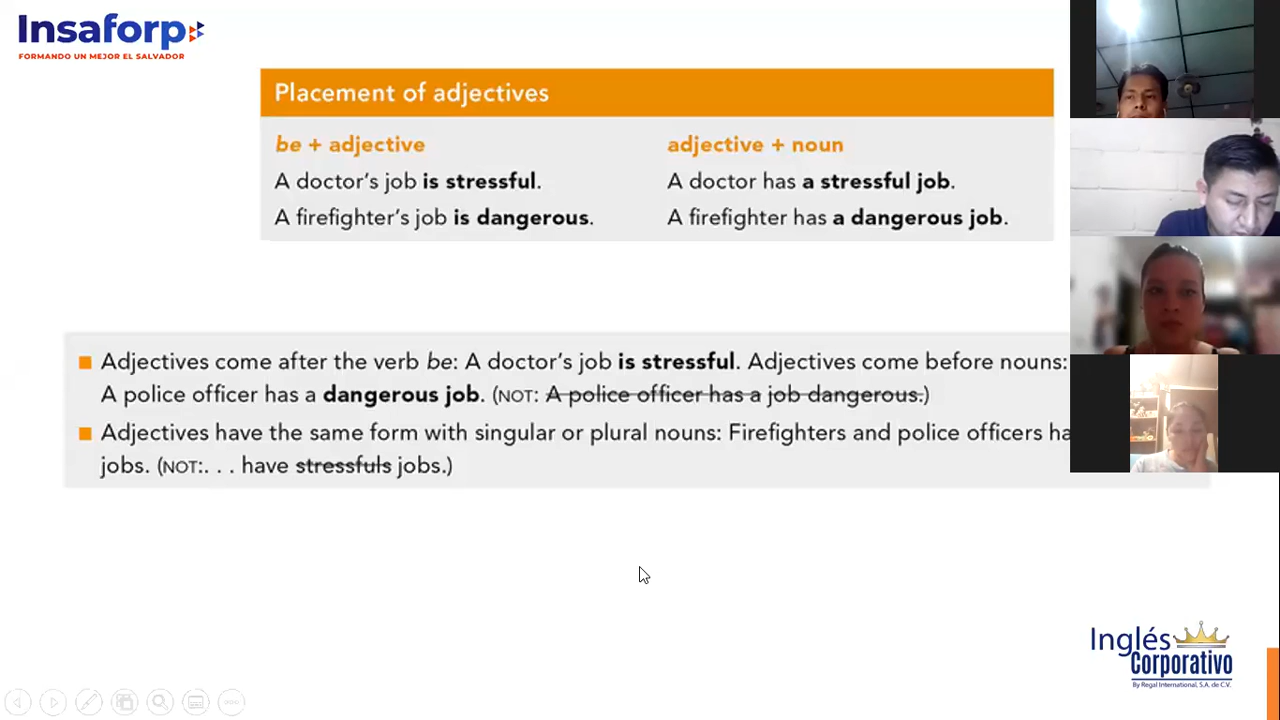 Insaforp
FORMANDO UN MEJOR EL SALVADOR
Placement of adjectives
be + adjective
A doctor's job is stressful.
A firefighter's job is dangerous.
adjective + noun
A doctor has a stressful job.
A firefighter has a dangerous job.
Adjectives come after the verb be: A doctor's job is stressful. Adjectives come before nouns:
A police officer has a dangerous job. (NOT: A police officer has a job dangerous.)
Adjectives have the same form with singular or plural nouns: Firefighters and police officers ha
jobs. (NOT:. . . have stressfuls jobs.)
Inglés
Corporativo
By Regal International, S.A. de C.V.